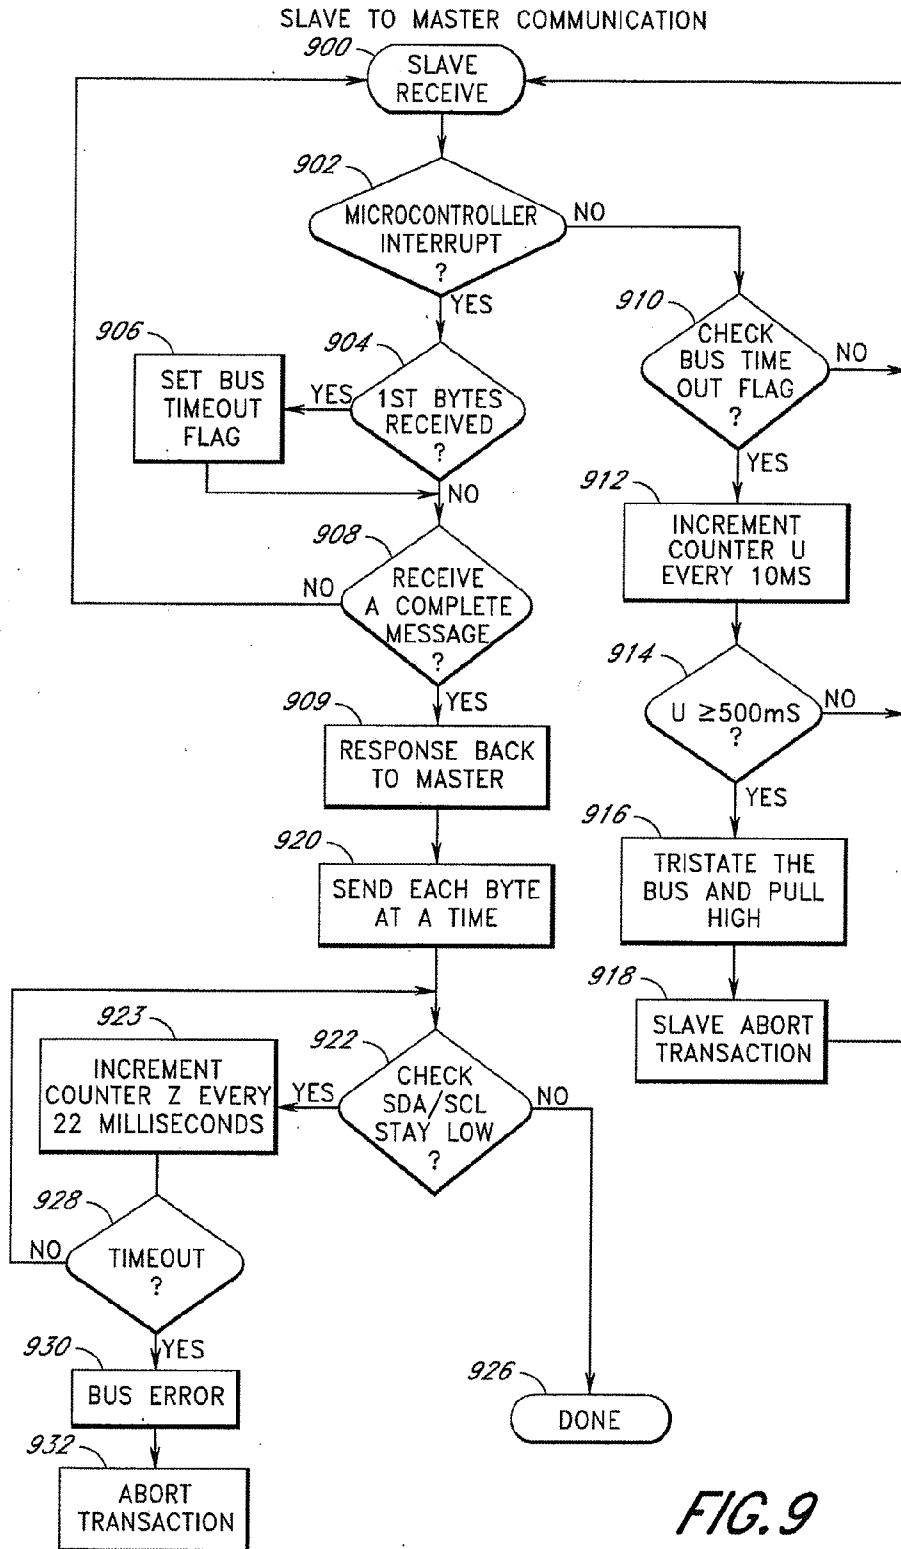 SLAVE TO MASTER COMMUNICATION
900
SLAVE
RECEIVE
902
MICROCONTROLLER
INTERRUPT
?
NO
YES
910
CHECK
BUS TIME
OUT FLAG
?
NO
YES
906
SET BUS
TIMEOUT
FLAG
904
1ST BYTES
RECEIVED
?
YES
NO
912
INCREMENT
COUNTER U
EVERY 10MS
908
RECEIVE
A COMPLETE
MESSAGE
?
NO
YES
914
U ≥500mS
?
NO
YES
909
RESPONSE BACK
TO MASTER
916
TRISTATE THE
BUS AND PULL
HIGH
920
SEND EACH BYTE
AT A TIME
918
SLAVE ABORT
TRANSACTION
923
INCREMENT
COUNTER Z EVERY
22 MILLISECONDS
922
CHECK
SDA/SCL
STAY LOW
?
YES
NO
928
TIMEOUT
?
NO
YES
930
BUS ERROR
926
DONE
932
ABORT
TRANSACTION
FIG.9